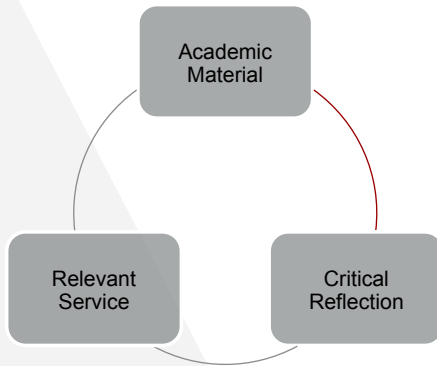 Academic
Material
Relevant
Service
Critical
Reflection